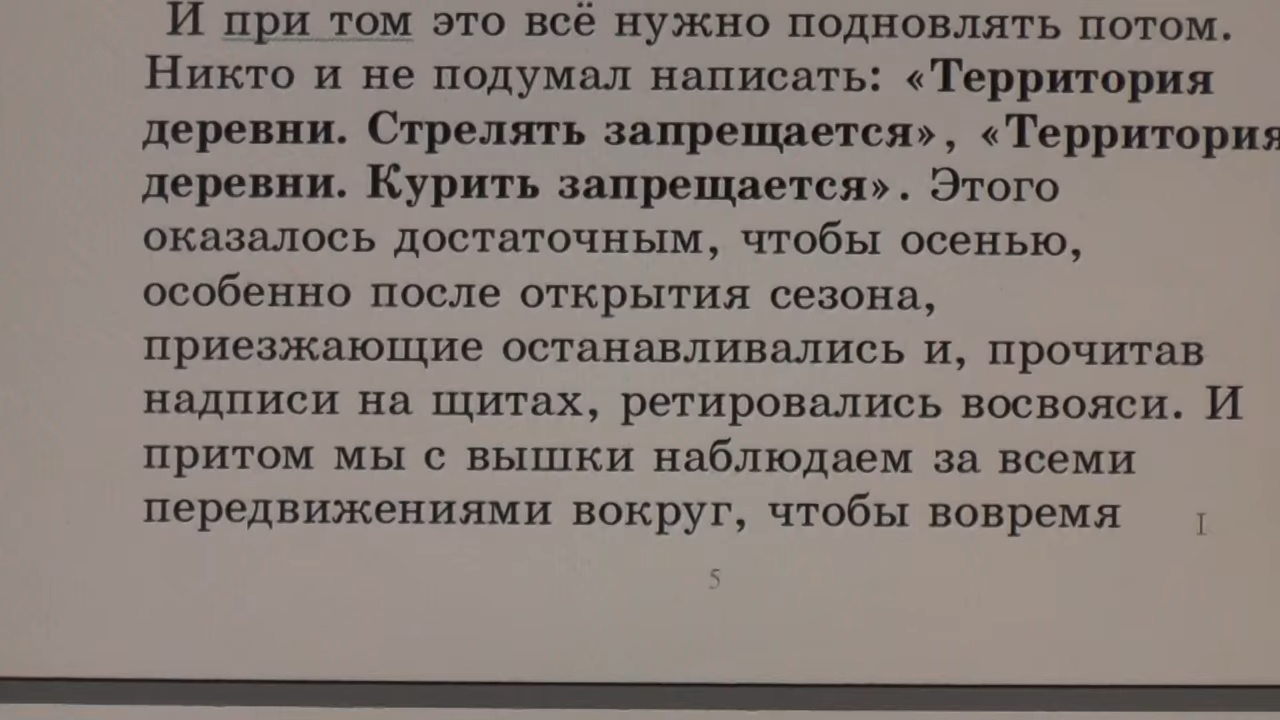 И при том это всё нужно подновлять потом.
Никто и не подумал написать: «Территория
деревни. Стрелять запрещается», «Территория
деревни. Курить запрещается». Этого
оказалось достаточным, чтобы осенью,
особенно после открытия сезона,
приезжающие останавливались и, прочитав
надписи на щитах, ретировались восвояси. И
притом мы с вышки наблюдаем за всеми
передвижениями вокруг, чтобы вовремя
5